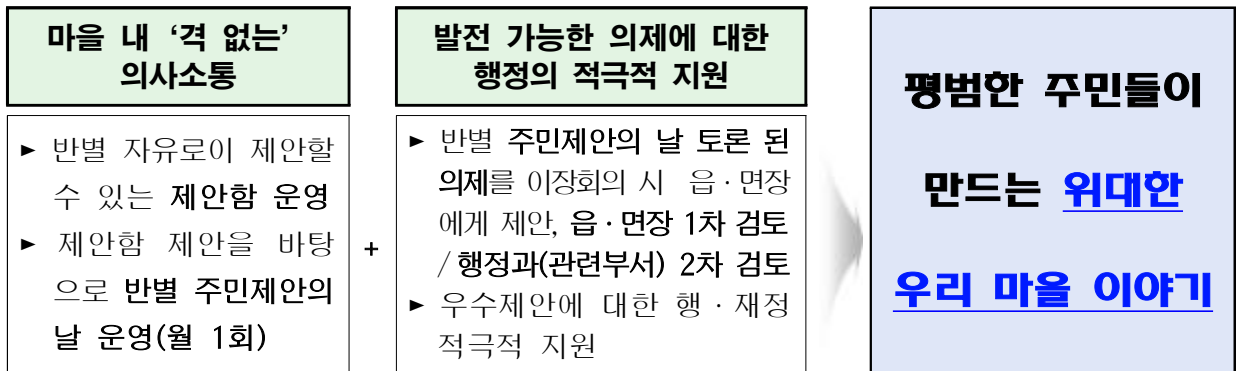 마을 내 ‘격 없는’
의사소통
► 반별 자유로이 제안할
수 있는 제안함 운영
► 제안함 제안을 바탕
으로 반별 주민제안의
날 운영(월 1회)
+
발전 가능한 의제에 대한
행정의 적극적 지원
► 반별 주민제안의 날 토론 된
의제를 이장회의 시 읍·면장
에게 제안, 읍·면장 1차 검토
/ 행정과(관련부서) 2차 검토
► 우수제안에 대한 행·재정
적극적 지원
평범한 주민들이
만드는 위대한
우리 마을 이야기